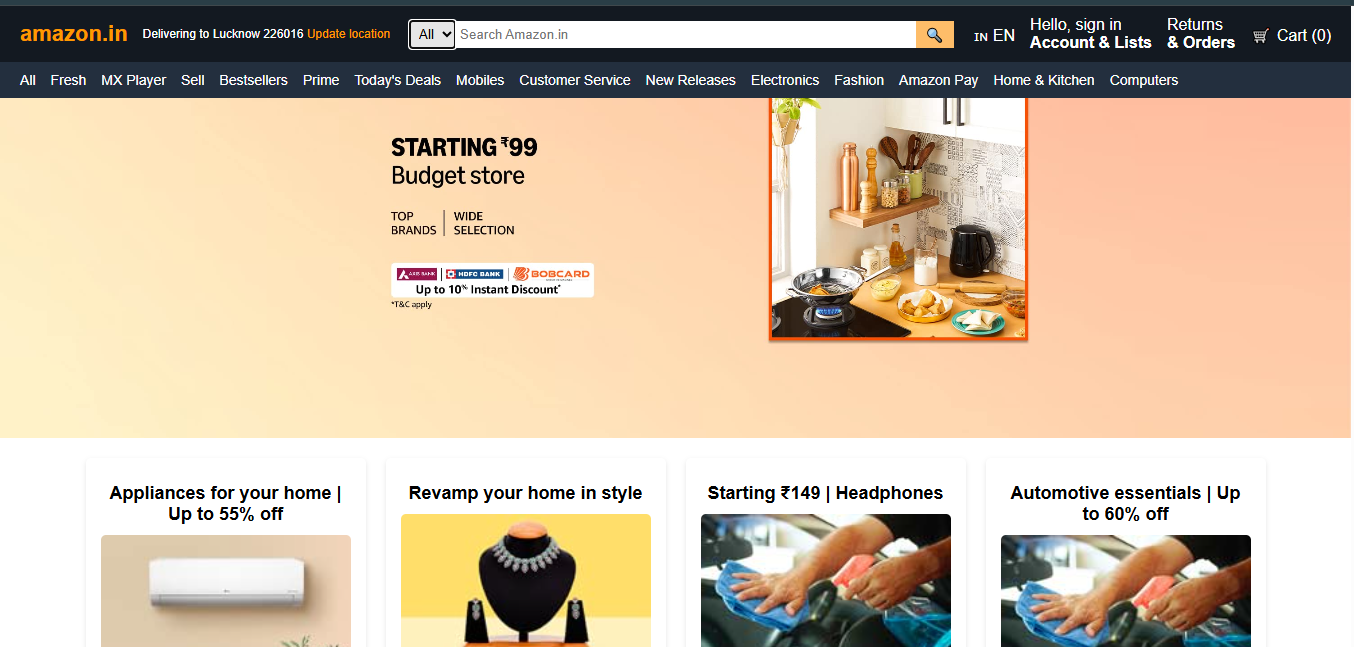 amazon.in
Delivering to Lucknow 226016 Update location
All
Search Amazon.in
IN EN
Hello, sign in
Account & Lists
Returns
& Orders
Cart (0)
All Fresh MX Player Sell Bestsellers Prime Today's Deals Mobiles Customer Service New Releases Electronics Fashion Amazon Pay Home & Kitchen Computers
STARTING ₹99
Budget store
TOP
BRANDS
WIDE
SELECTION
AXIS BANK HDFC BANK BOBCARD
Up to 10% Instant Discount*
*T&C apply
Appliances for your home |
Up to 55% off
Revamp your home in style
Starting ₹149 | Headphones
Automotive essentials | Up
to 60% off